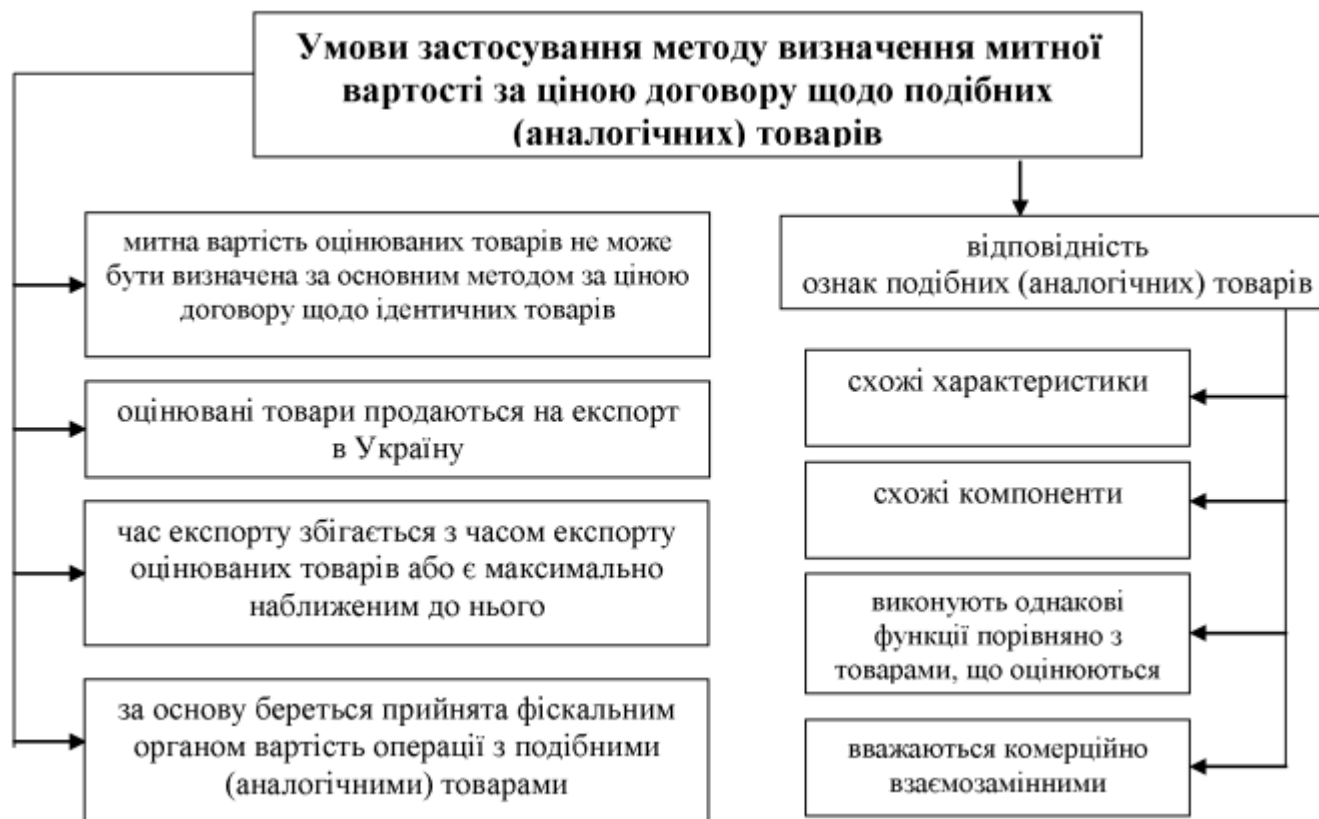 Умови застосування методу визначення митної
вартості за ціною договору щодо подібних
(аналогічних) товарів
митна вартість оцінюваних товарів не може
бути визначена за основним методом за ціною
договору щодо ідентичних товарів
оцінювані товари продаються на експорт
в Україну
час експорту збігається з часом експорту
оцінюваних товарів або є максимально
наближеним до нього
за основу береться прийнята фіскальним
органом вартість операції з подібними
(аналогічними) товарами
відповідність
ознак подібних (аналогічних) товарів
схожі характеристики
схожі компоненти
виконують однакові
функції порівняно з
товарами, що оцінюються
вважаються комерційно
взаємозамінними